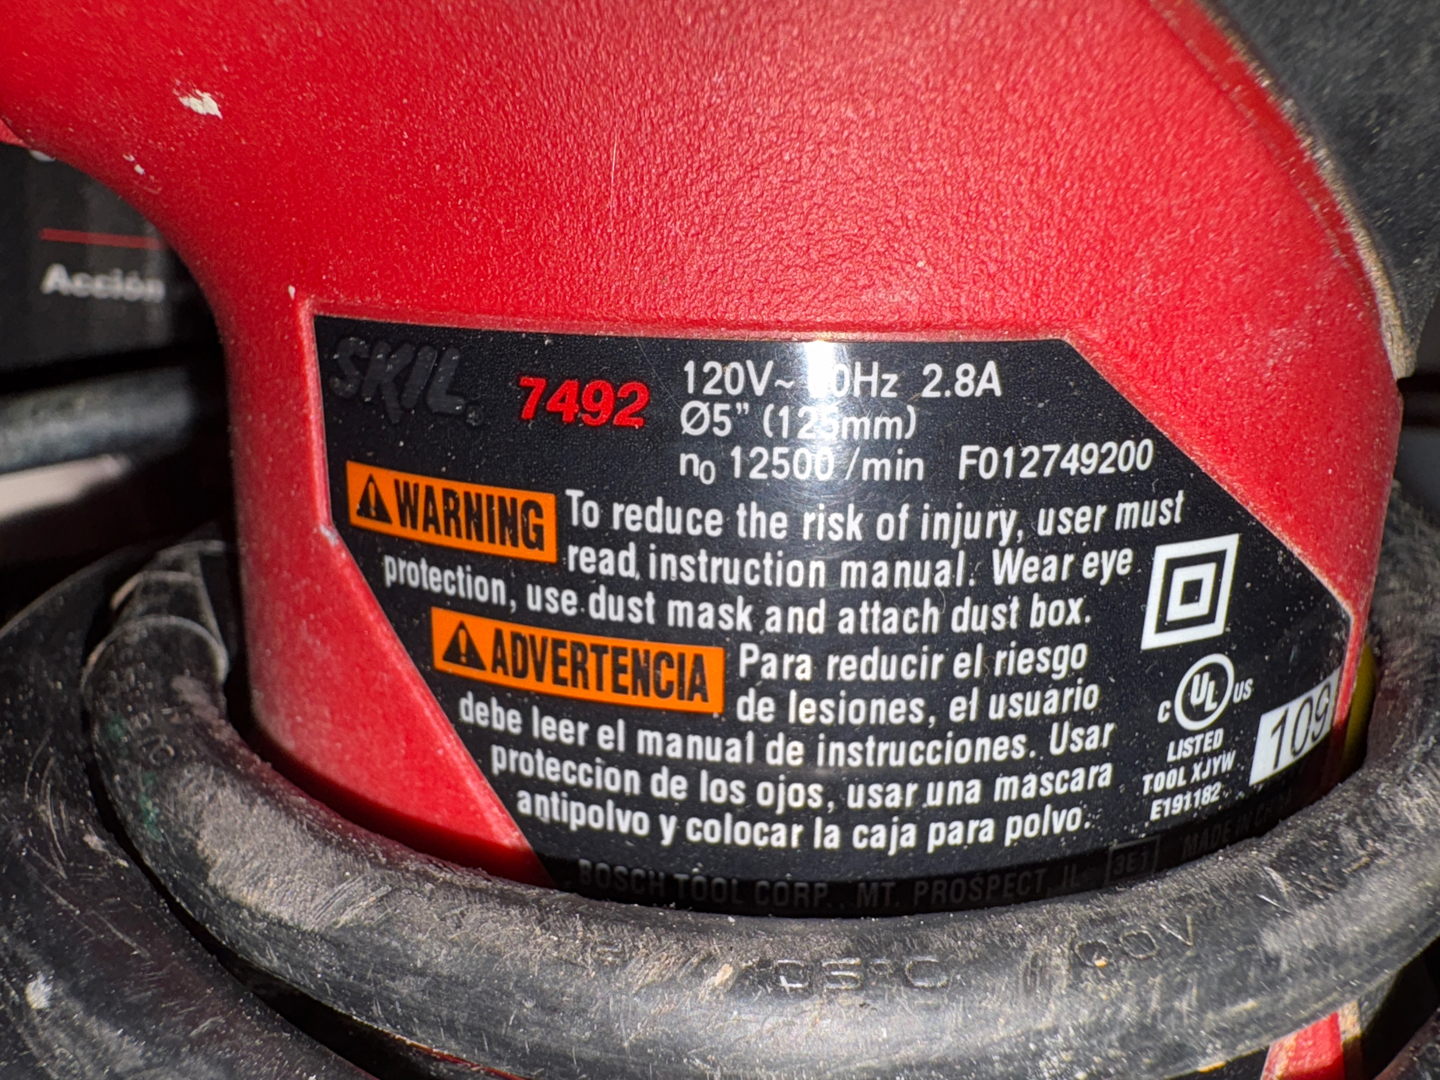 Acción
SKIL.
7492
120V~ 0Hz 2.8A
Ø5" (125mm)
n0 12500 /min F012749200
WARNING To reduce the risk of injury, user must
read instruction manual. Wear eye
protection, use dust mask and attach dust box.
ADVERTENCIA Para reducir el riesgo
de lesiones, el usuario
debe leer el manual de instrucciones. Usar
proteccion de los ojos, usar una mascara
antipolvo y colocar la caja para polvo.
C UL US
LISTED
TOOL XJYW
E191182
109
BOSCH TOOL CORP., MT. PROSPECT, IL 3E1 MADE IN